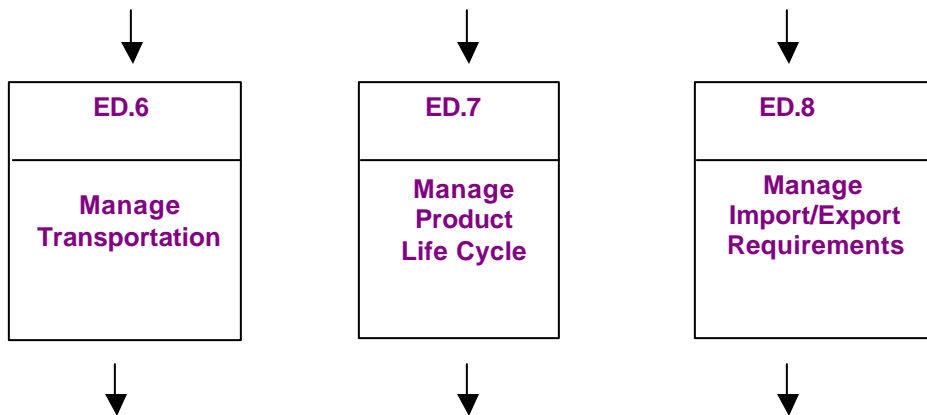 ED.6
Manage
Transportation
ED.7
Manage
Product
Life Cycle
ED.8
Manage
Import/Export
Requirements